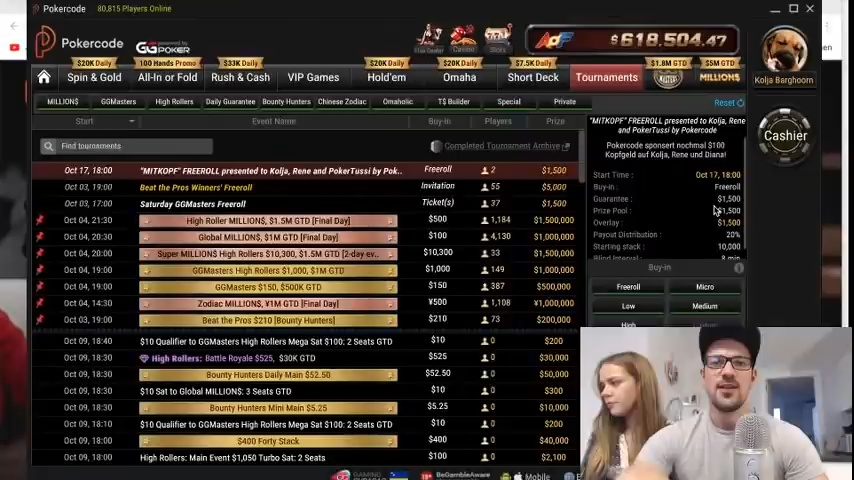 Pokercode 80,815 Players Online
Pokercode
powered by
GGPOKER
Casino
$ 618,504.47
Kolja Barghoorn
$20K Daily
100 Hands Promo
$33K Daily
$20K Daily
$20K Daily
$7.5K Daily
$1.8M GTD
$5M GTD
Spin & Gold
All-In or Fold
Rush & Cash
VIP Games
Hold'em
Omaha
Short Deck
Tournaments
MILLION$
MILLION$
GGMasters
High Rollers
Daily Guarantee
Bounty Hunters
Chinese Zodiac
Omaholic
T$ Builder
Special
Private
Reset
Start
Event Name
Buy-in
Players
Prize
Find tournaments
Completed Tournament Archive
Oct 17, 18:00 "MITKOPF" FREEROLL presented to Kolja, Rene and PokerTussi by Pok.. Freeroll 2 $1,500
Oct 03, 19:00 Beat the Pros Winners' Freeroll Invitation 55 $5,000
Oct 03, 17:00 Saturday GGMasters Freeroll Ticket(s) 37 $1,500
Oct 04, 21:30 High Roller MILLION$, $1.5M GTD [Final Day] $500 1,184 $1,500,000
Oct 04, 20:30 Global MILLION$, $1M GTD [Final Day] $100 4,130 $1,000,000
Oct 04, 20:00 Super MILLION$ High Rollers $10,300, $1.5M GTD [2-day ev.. $10,300 33 $1,500,000
Oct 04, 19:00 GGMasters High Rollers $1,000, $1M GTD $1,000 149 $1,000,000
Oct 04, 19:00 GGMasters $150, $500K GTD $150 387 $500,000
Oct 04, 14:30 Zodiac MILLION$, ¥1M GTD [Final Day] ¥500 1,108 ¥1,000,000
Oct 04, 19:00 Beat the Pros $210 [Bounty Hunters] $210 73 $200,000
Oct 09, 18:40 $10 Qualifier to GGMasters High Rollers Mega Sat $100: 2 Seats GTD $10 0 $200
Oct 09, 18:30 High Rollers: Battle Royale $525, $30K GTD $525 0 $30,000
Oct 09, 18:30 Bounty Hunters Daily Main $52.50 $52.50 0 $50,000
Oct 09, 18:30 $10 Sat to Global MILLION$: 3 Seats GTD $10 0 $300
Oct 09, 18:30 Bounty Hunters Mini Main $5.25 $5.25 0 $10,000
Oct 09, 18:10 $10 Qualifier to GGMasters High Rollers Mega Sat $100: 2 Seats GTD $10 0 $200
Oct 09, 18:00 $400 Forty Stack $400 0 $40,000
Oct 09, 18:00 High Rollers: Main Event $1,050 Turbo Sat: 2 Seats $100 0 $2,100
"MITKOPF" FREEROLL presented to Kolja, Rene
and PokerTussi by Pokercode
Pokercode sponsert nochmal $100
Kopfgeld auf Kolja, Rene und Diana!
Start Time : Oct 17, 18:00
Buy-in : Freeroll
Guarantee : $1,500
Prize Pool : $1,500
Overlay : $1,500
Payout Distribution : 20%
Starting stack : 10,000
Buy-in
Freeroll
Micro
Low
Medium
High
Cashier
GAMING
CURACAO
18+ BeGambleAware
Mobile